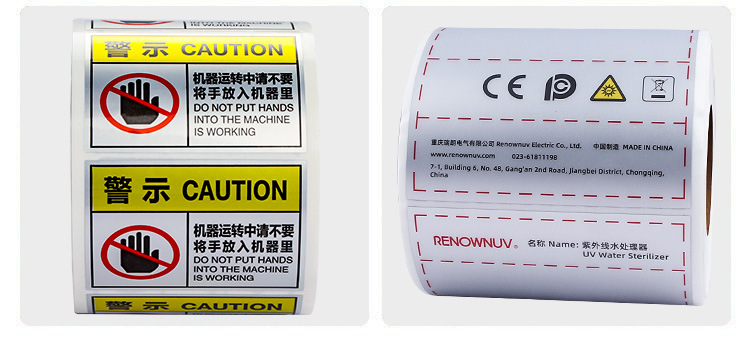 IS WORKING
警示 CAUTION
机器运转中请不要
将手放入机器里
DO NOT PUT HANDS
INTO THE MACHINE
IS WORKING
警示 CAUTION
机器运转中请不要
将手放入机器里
DO NOT PUT HANDS
INTO THE MACHINE
IS WORKING
警示 CAUTION
CE
重庆瑞朗电气有限公司 Renownuv Electric Co., Ltd. 中国制造 MADE IN CHINA
www.renownuv.com 023-61811198
7-1, Building 6, No. 48, Gang'an 2nd Road, Jiangbei District, Chongqing,
China
RENOWNUV® 名称 Name: 紫外线水处理器
UV Water Sterilizer